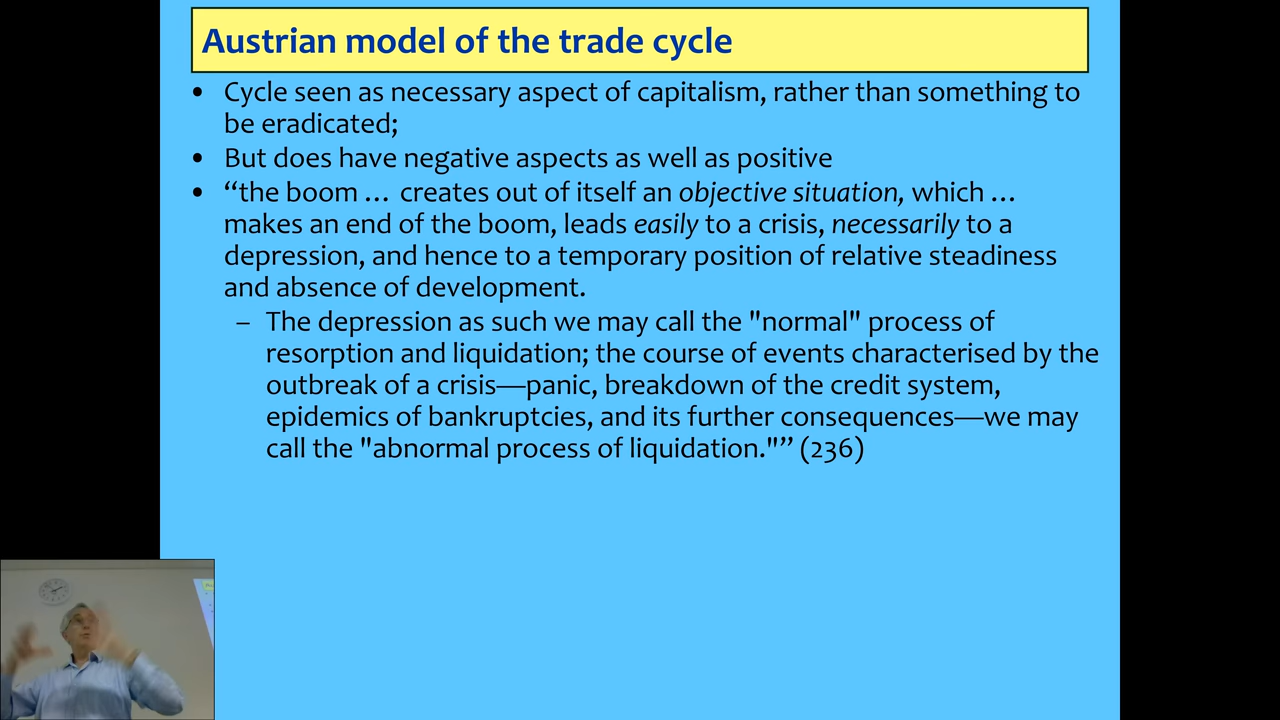 Austrian model of the trade cycle
• Cycle seen as necessary aspect of capitalism, rather than something to
be eradicated;
• But does have negative aspects as well as positive
• “the boom … creates out of itself an objective situation, which …
makes an end of the boom, leads easily to a crisis, necessarily to a
depression, and hence to a temporary position of relative steadiness
and absence of development.
– The depression as such we may call the "normal" process of
resorption and liquidation; the course of events characterised by the
outbreak of a crisis—panic, breakdown of the credit system,
epidemics of bankruptcies, and its further consequences—we may
call the "abnormal process of liquidation."” (236)